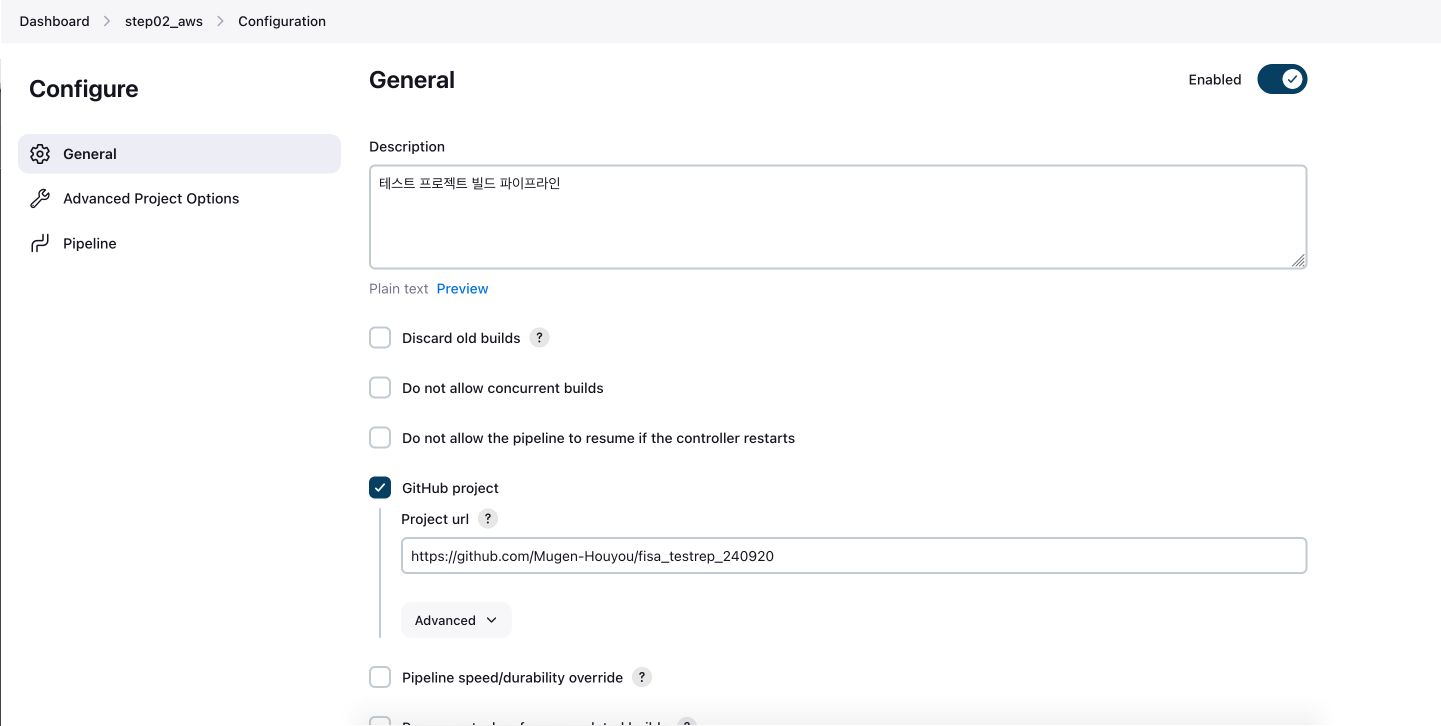 Dashboard > step02_aws > Configuration
Configure
General
Advanced Project Options
Pipeline
General
Enabled
Description
테스트 프로젝트 빌드 파이프라인
Plain text Preview
Discard old builds ?
Do not allow concurrent builds
Do not allow the pipeline to resume if the controller restarts
GitHub project
Project url ?
https://github.com/Mugen-Houyou/fisa_testrep_240920
Advanced
Pipeline speed/durability override ?